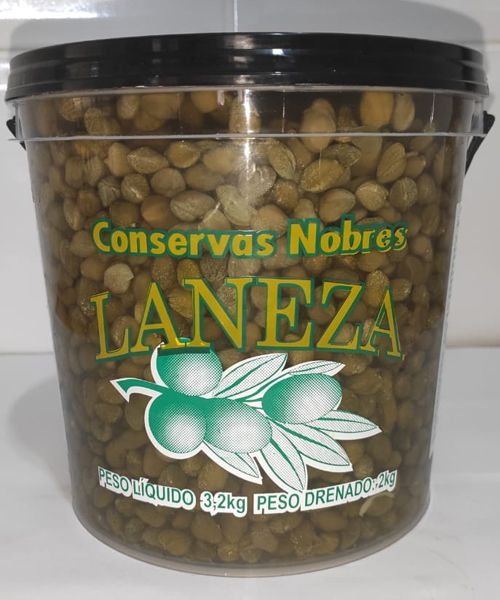 Conservas Nobres
LANEZA
PESO LÍQUIDO 3,2kg PESO DRENADO: 2kg